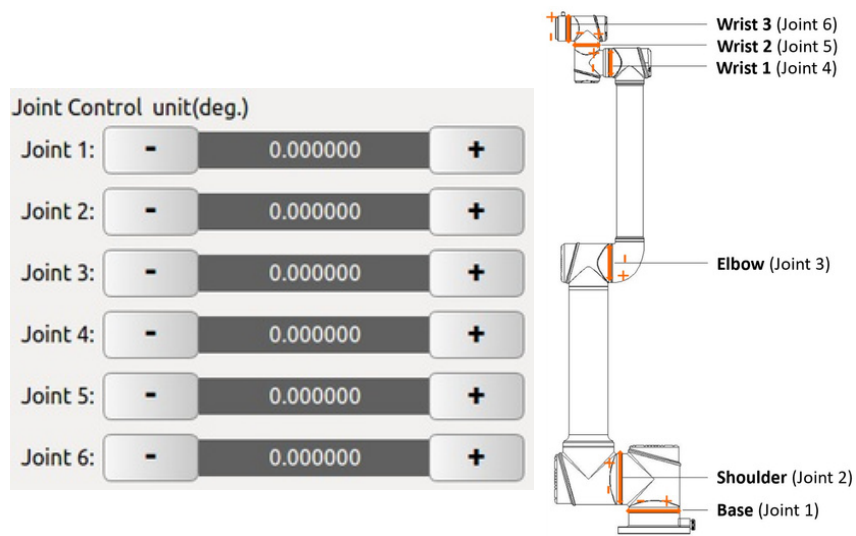 Joint Control unit(deg.)
Joint 1: - 0.000000 +
Joint 2: - 0.000000 +
Joint 3: - 0.000000 +
Joint 4: - 0.000000 +
Joint 5: - 0.000000 +
Joint 6: - 0.000000 +
Wrist 3 (Joint 6)
Wrist 2 (Joint 5)
Wrist 1 (Joint 4)
Elbow (Joint 3)
Shoulder (Joint 2)
Base (Joint 1)